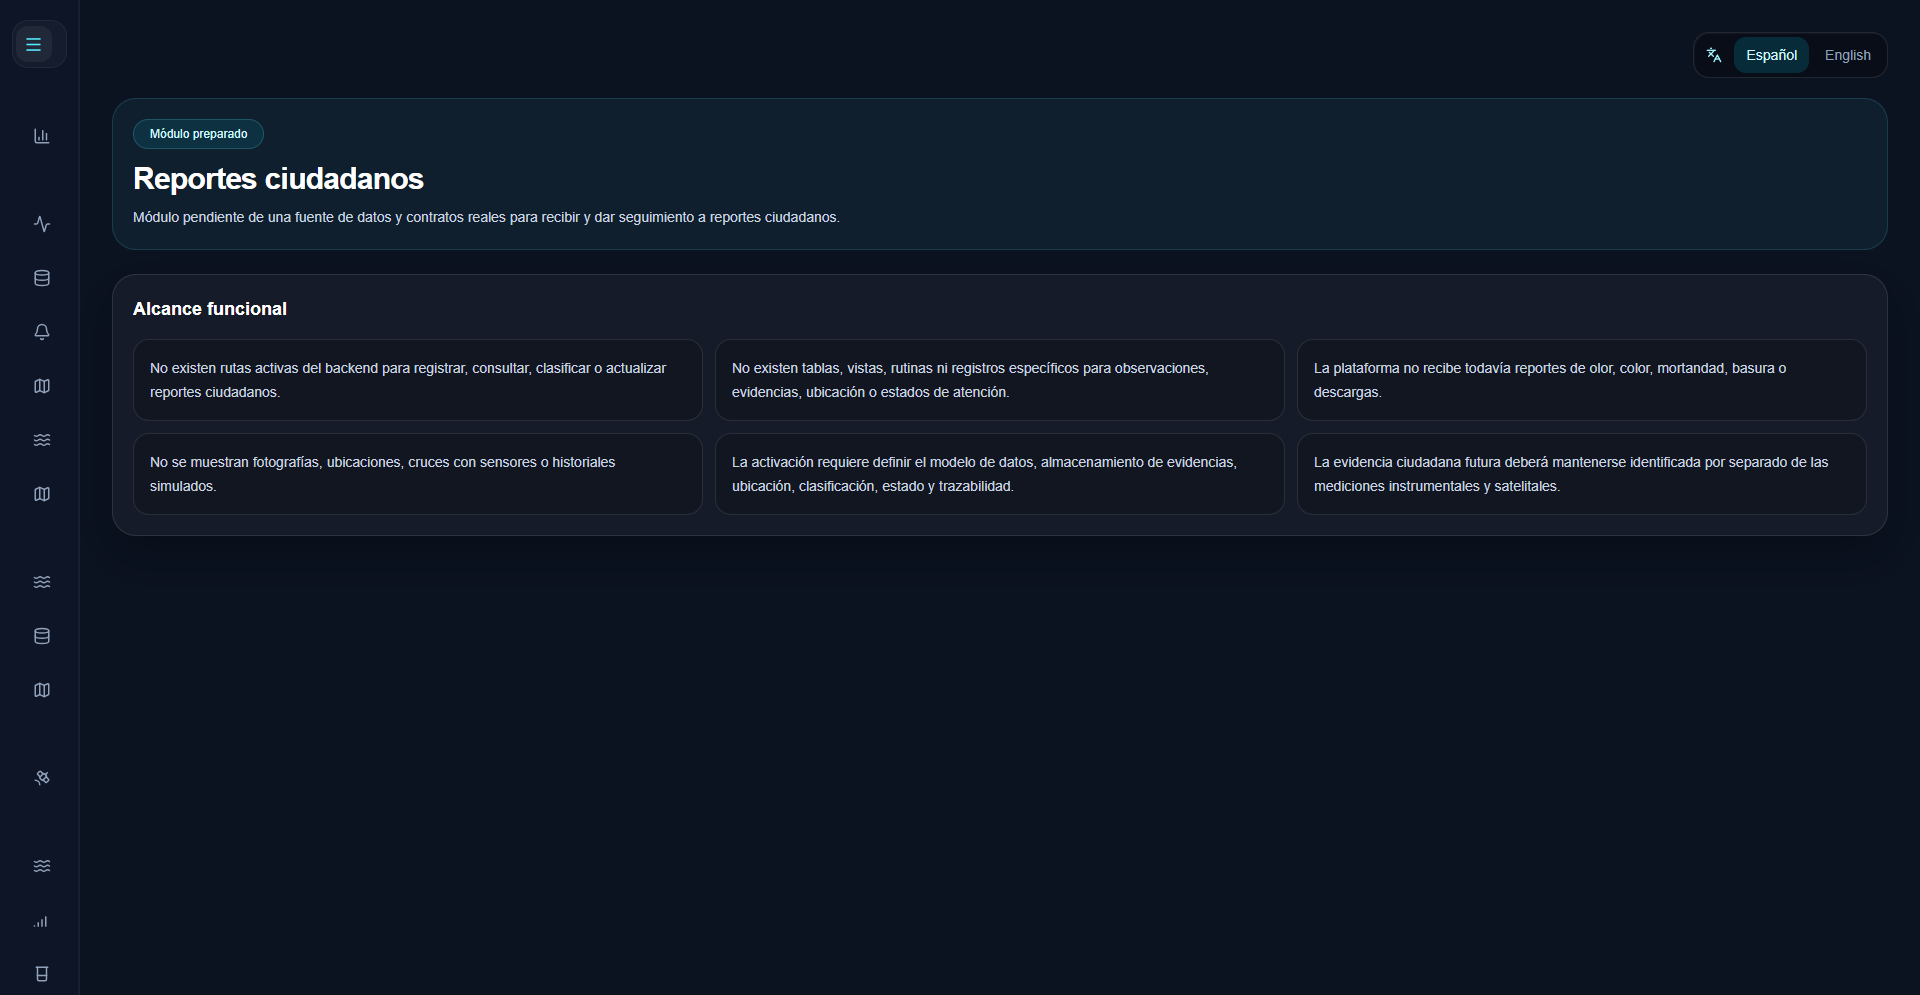 Español
English
Módulo preparado
Reportes ciudadanos
Módulo pendiente de una fuente de datos y contratos reales para recibir y dar seguimiento a reportes ciudadanos.
Alcance funcional
No existen rutas activas del backend para registrar, consultar, clasificar o actualizar
reportes ciudadanos.
No existen tablas, vistas, rutinas ni registros específicos para observaciones,
evidencias, ubicación o estados de atención.
La plataforma no recibe todavía reportes de olor, color, mortandad, basura o
descargas.
No se muestran fotografías, ubicaciones, cruces con sensores o historiales
simulados.
La activación requiere definir el modelo de datos, almacenamiento de evidencias,
ubicación, clasificación, estado y trazabilidad.
La evidencia ciudadana futura deberá mantenerse identificada por separado de las
mediciones instrumentales y satelitales.